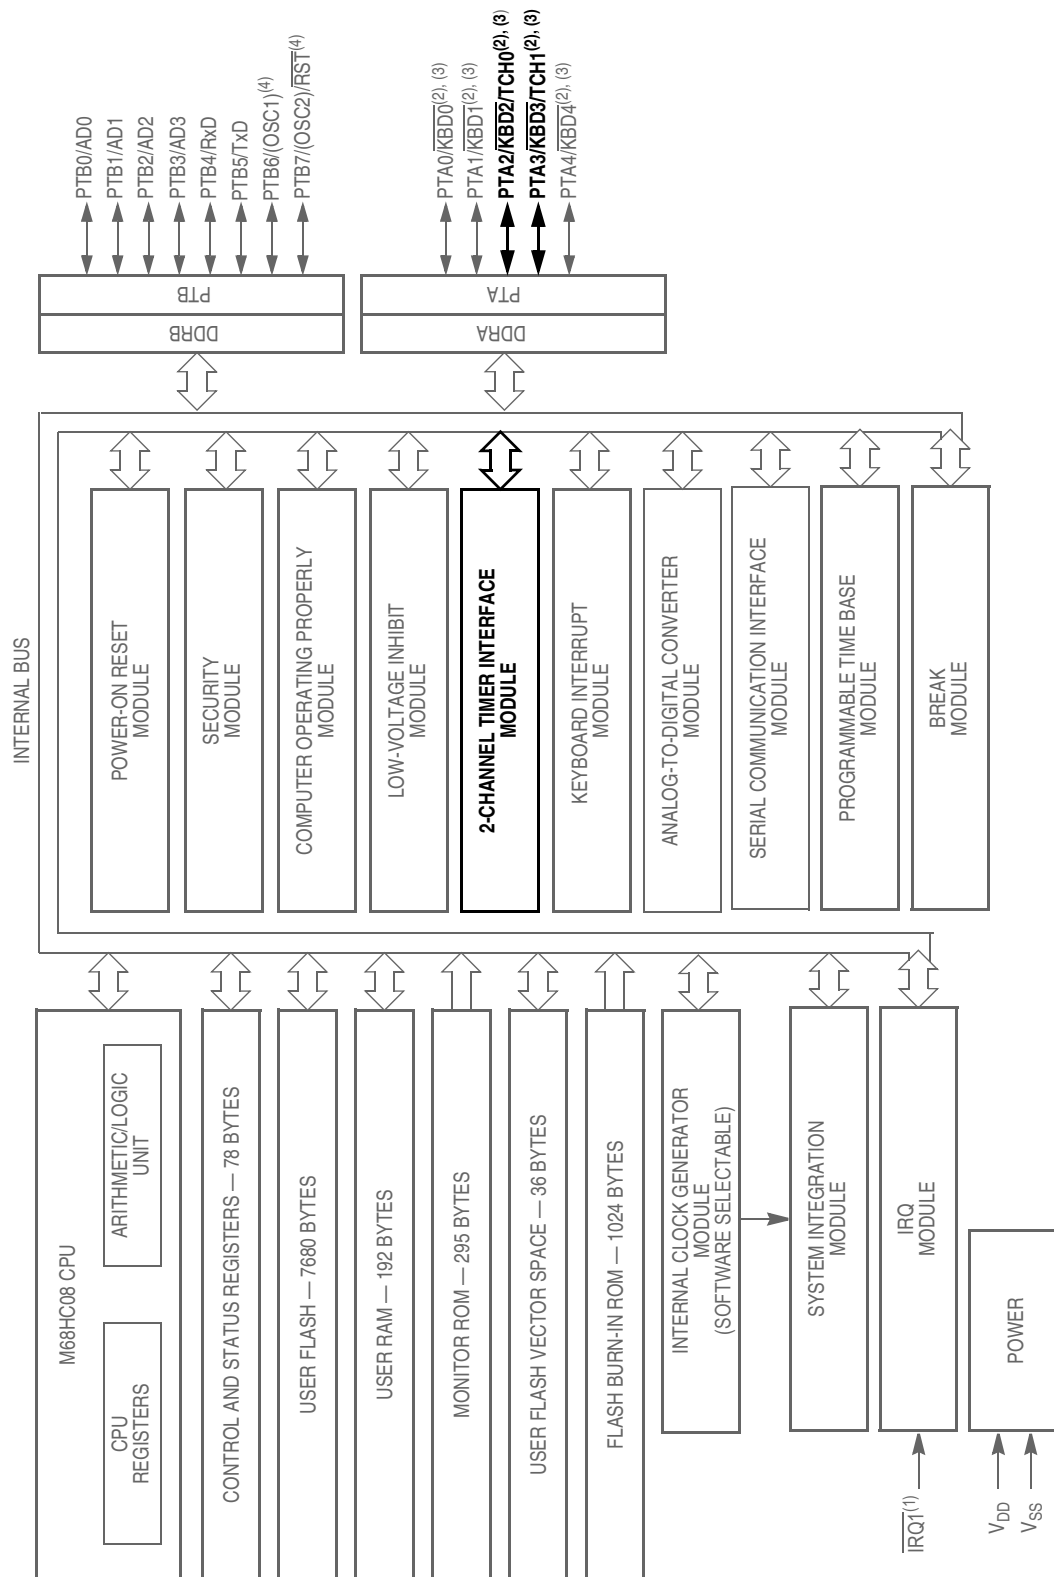 INTERNAL BUS
M68HC08 CPU
CPU
REGISTERS
ARITHMETIC/LOGIC
UNIT
CONTROL AND STATUS REGISTERS — 78 BYTES
USER FLASH — 7680 BYTES
USER RAM — 192 BYTES
MONITOR ROM — 295 BYTES
USER FLASH VECTOR SPACE — 36 BYTES
FLASH BURN-IN ROM — 1024 BYTES
INTERNAL CLOCK GENERATOR
MODULE
(SOFTWARE SELECTABLE)
SYSTEM INTEGRATION
MODULE
IRQ1(1)
IRQ
MODULE
VDD
VSS
POWER
POWER-ON RESET
MODULE
SECURITY
MODULE
COMPUTER OPERATING PROPERLY
MODULE
LOW-VOLTAGE INHIBIT
MODULE
2-CHANNEL TIMER INTERFACE
MODULE
KEYBOARD INTERRUPT
MODULE
ANALOG-TO-DIGITAL CONVERTER
MODULE
SERIAL COMMUNICATION INTERFACE
MODULE
PROGRAMMABLE TIME BASE
MODULE
BREAK
MODULE
DDRB
PTB
PTB0/AD0
PTB1/AD1
PTB2/AD2
PTB3/AD3
PTB4/RxD
PTB5/TxD
PTB6/(OSC1)(4)
PTB7/(OSC2)/RST(4)
DDRA
PTA
PTA0/KBD0(2), (3)
PTA1/KBD1(2), (3)
PTA2/KBD2/TCH0(2), (3)
PTA3/KBD3/TCH1(2), (3)
PTA4/KBD4(2), (3)